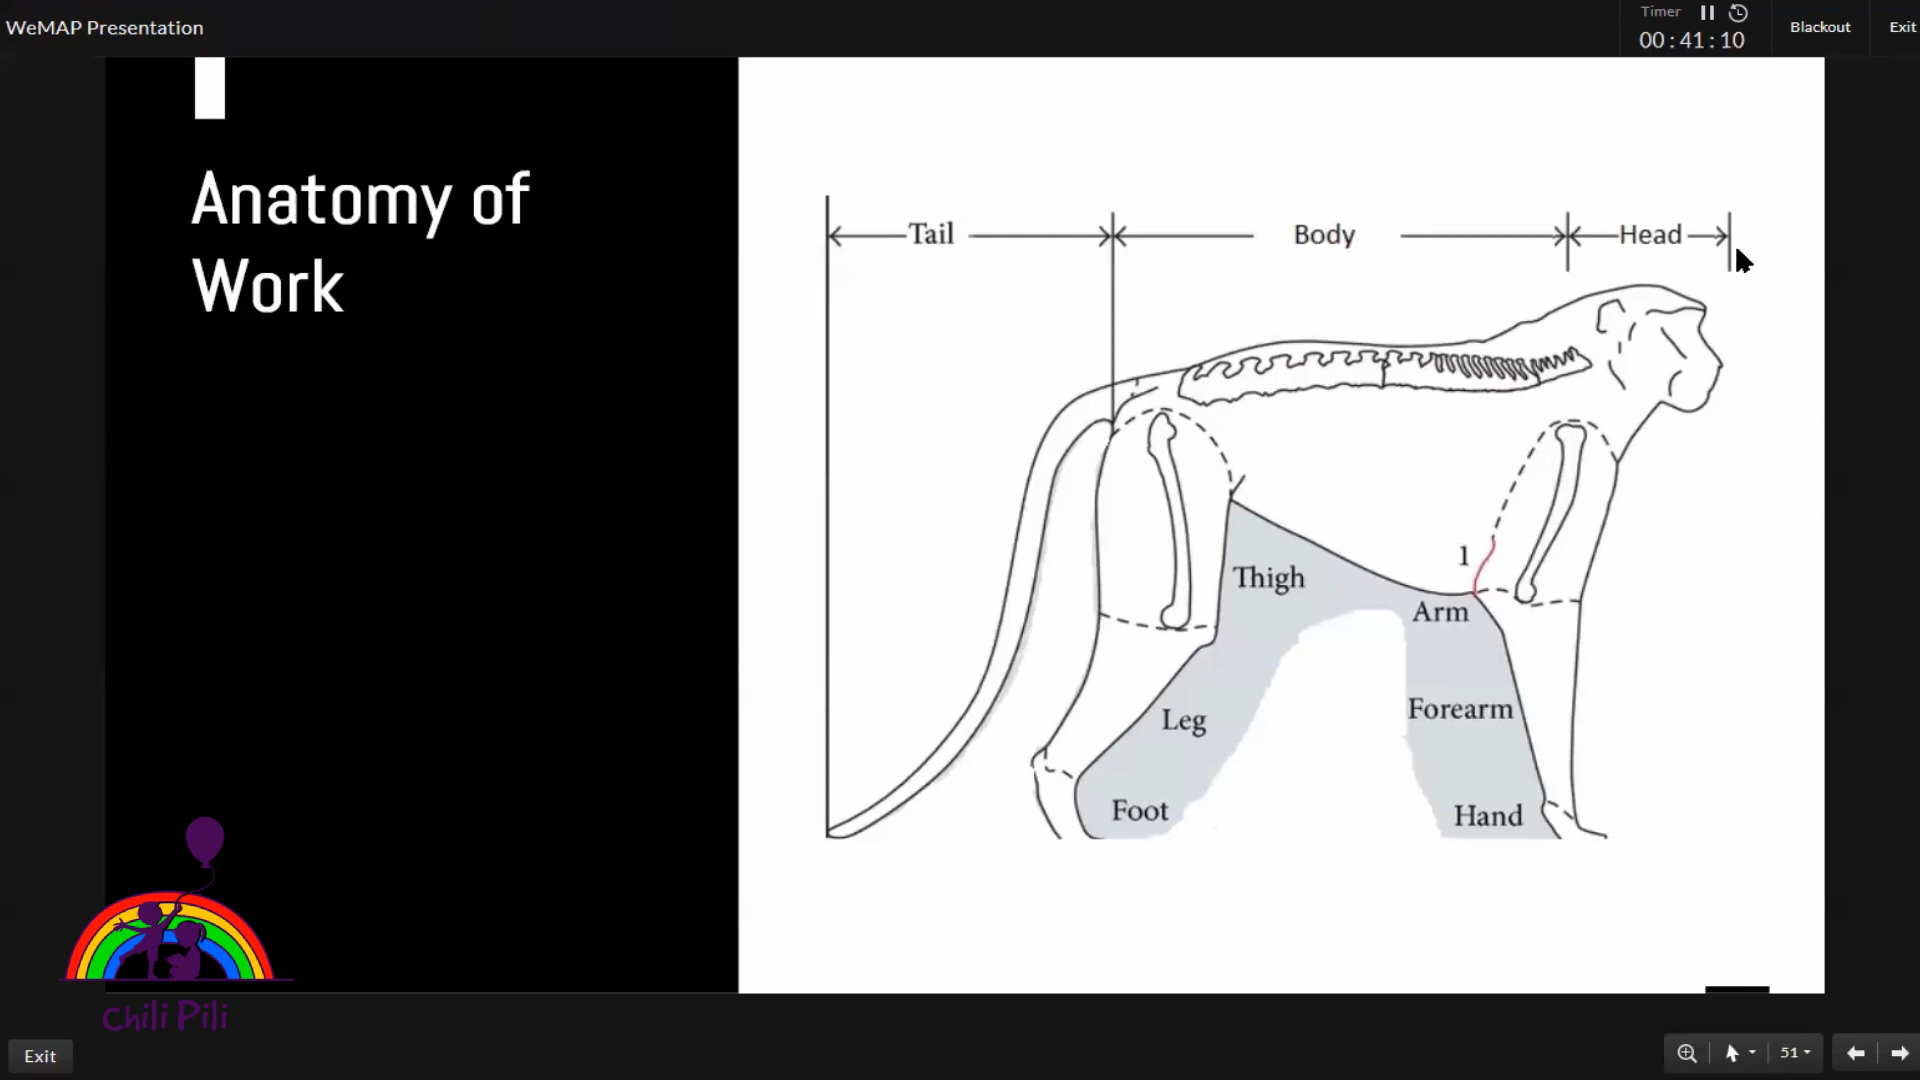 WeMAP Presentation
Timer
00:41:10
Blackout
Exit
Anatomy of
Work
Tail
Body
Head
1
Thigh
Arm
Leg
Forearm
Foot
Hand
Chili Pili
Exit
51